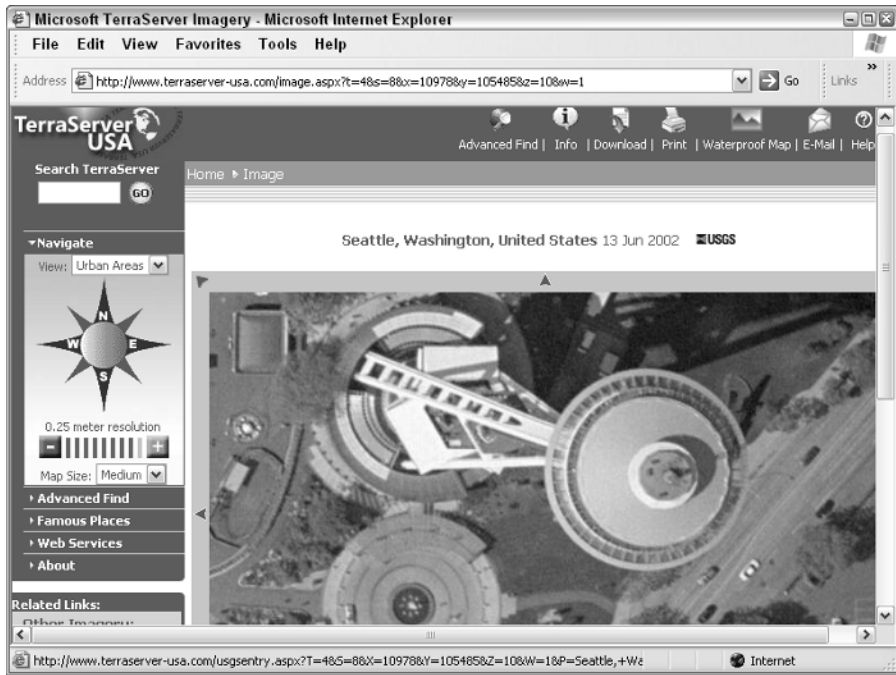 Microsoft TerraServer Imagery - Microsoft Internet Explorer
File Edit View Favorites Tools Help
Address http://www.terraserver-usa.com/image.aspx?t=4&s=8&x=10978&y=105485&z=10&w=1 Go Links »
TerraServer
USA
Advanced Find | Info | Download | Print | Waterproof Map | E-Mail | Help
Search TerraServer
GO
Home Image
Seattle, Washington, United States 13 Jun 2002 USGS
Navigate
View: Urban Areas
N
W E
S
0.25 meter resolution
- +
Map Size: Medium
Advanced Find
Famous Places
Web Services
About
Related Links:
Other Imagery:
http://www.terraserver-usa.com/usgsentry.aspx?T=4&S=8&X=10978&Y=105485&Z=10&W=1&P=Seattle,+Wa Internet